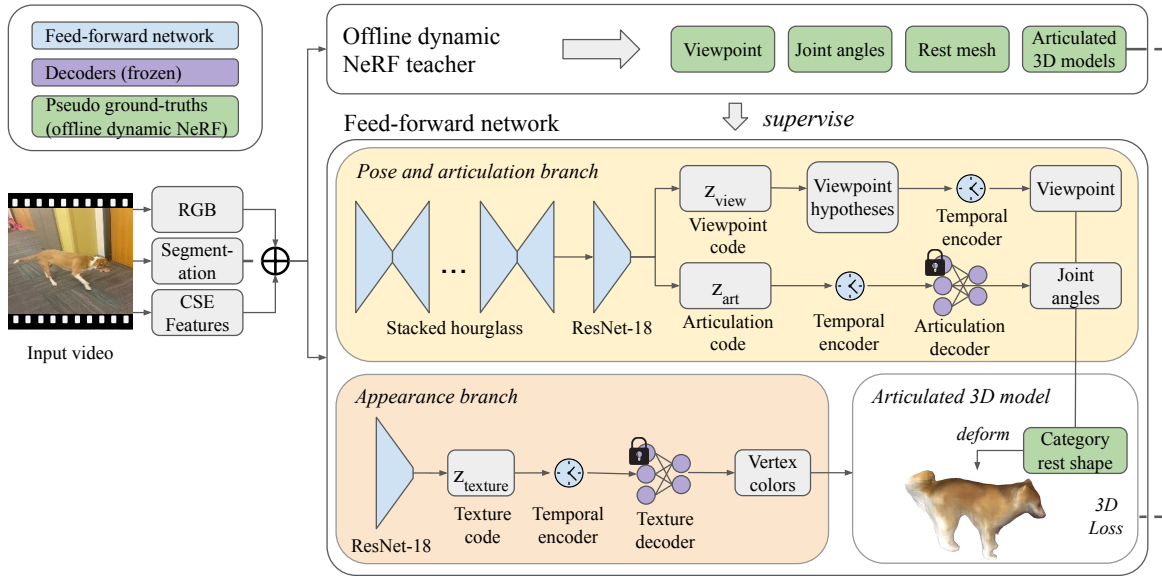 Feed-forward network
Decoders (frozen)
Pseudo ground-truths
(offline dynamic NeRF)
Input video
RGB
Segment-
ation
CSE
Features
Offline dynamic
NeRF teacher
Viewpoint
Joint angles
Rest mesh
Articulated
3D models
supervise
Feed-forward network
Pose and articulation branch
Stacked hourglass
...
ResNet-18
z_view
Viewpoint
code
Viewpoint
hypotheses
Temporal
encoder
Viewpoint
z_art
Articulation
code
Temporal
encoder
Articulation
decoder
Joint
angles
Appearance branch
ResNet-18
z_texture
Texture
code
Temporal
encoder
Texture
decoder
Vertex
colors
Articulated 3D model
deform
Category
rest shape
3D
Loss